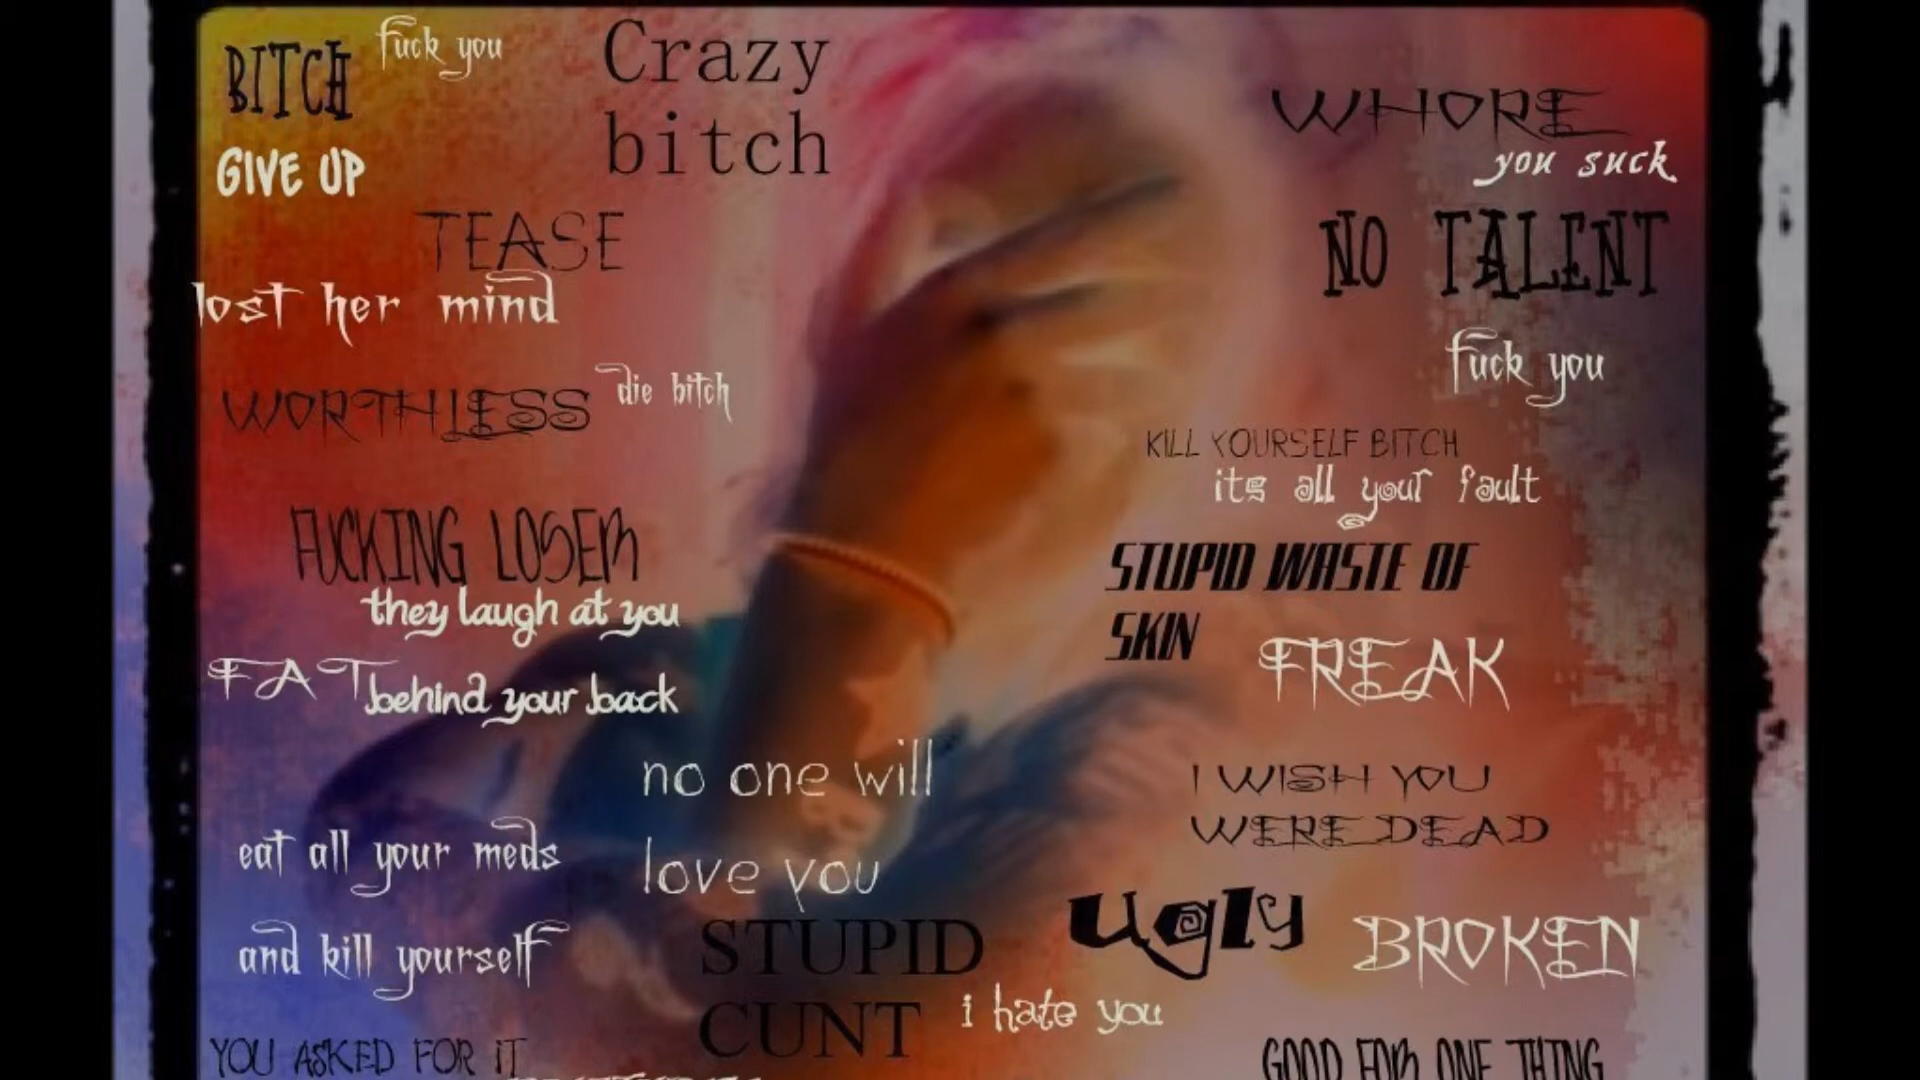 BITCH
fuck you
Crazy
bitch
WHORE
you suck
GIVE UP
TEASE
NO TALENT
lost her mind
fuck you
WORTHLESS
die bitch
KILL YOURSELF BITCH
its all your fault
FUCKING LOSER
they laugh at you
behind your back
FAT
STUPID WASTE OF
SKIN
FREAK
no one will
love you
I WISH YOU
WERE DEAD
eat all your meds
and kill yourself
STUPID
CUNT
ugly
BROKEN
i hate you
YOU ASKED FOR IT
GOOD FOR ONE THING